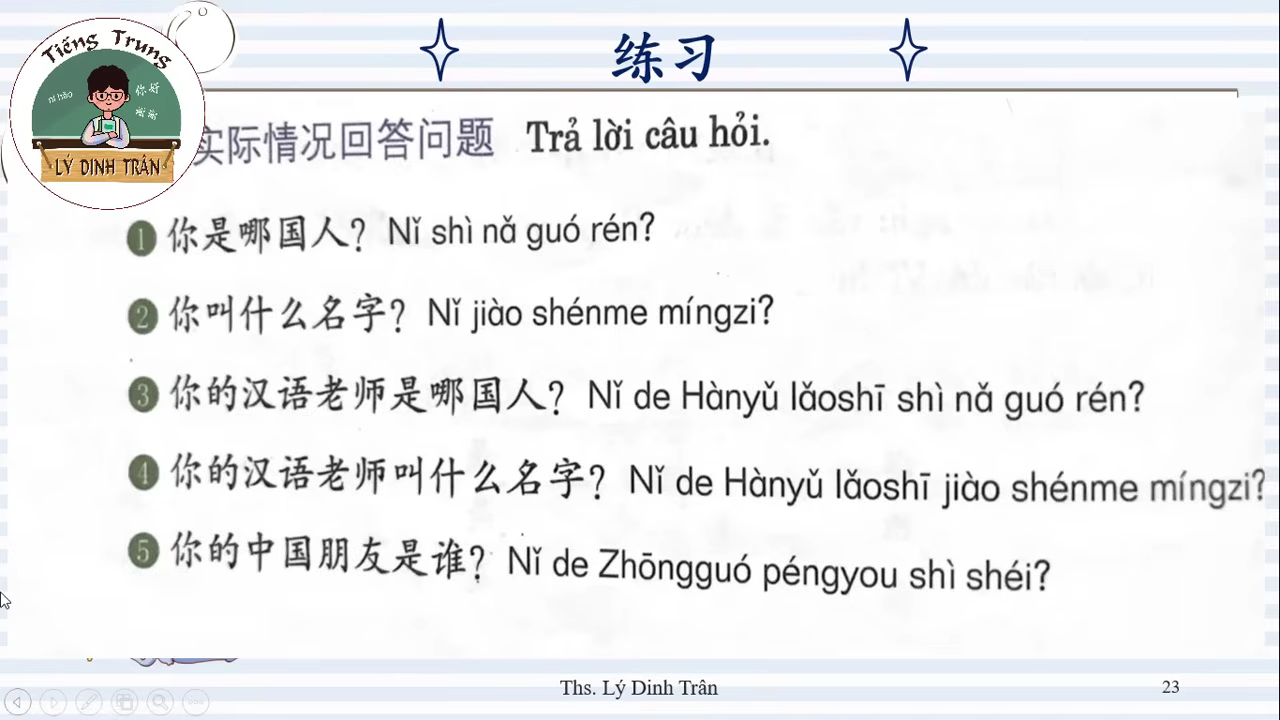 练习
Tiếng Trung
nǐ hǎo
你好
谢谢
LÝ DINH TRÂN
实际情况回答问题 Trả lời câu hỏi.
1 你是哪国人？ Nǐ shì nǎ guó rén?
2 你叫什么名字？ Nǐ jiào shénme míngzi?
3 你的汉语老师是哪国人？ Nǐ de Hànyǔ lǎoshī shì nǎ guó rén?
4 你的汉语老师叫什么名字？ Nǐ de Hànyǔ lǎoshī jiào shénme míngzi?
5 你的中国朋友是谁？ Nǐ de Zhōngguó péngyou shì shéi?
Ths. Lý Dinh Trân
23